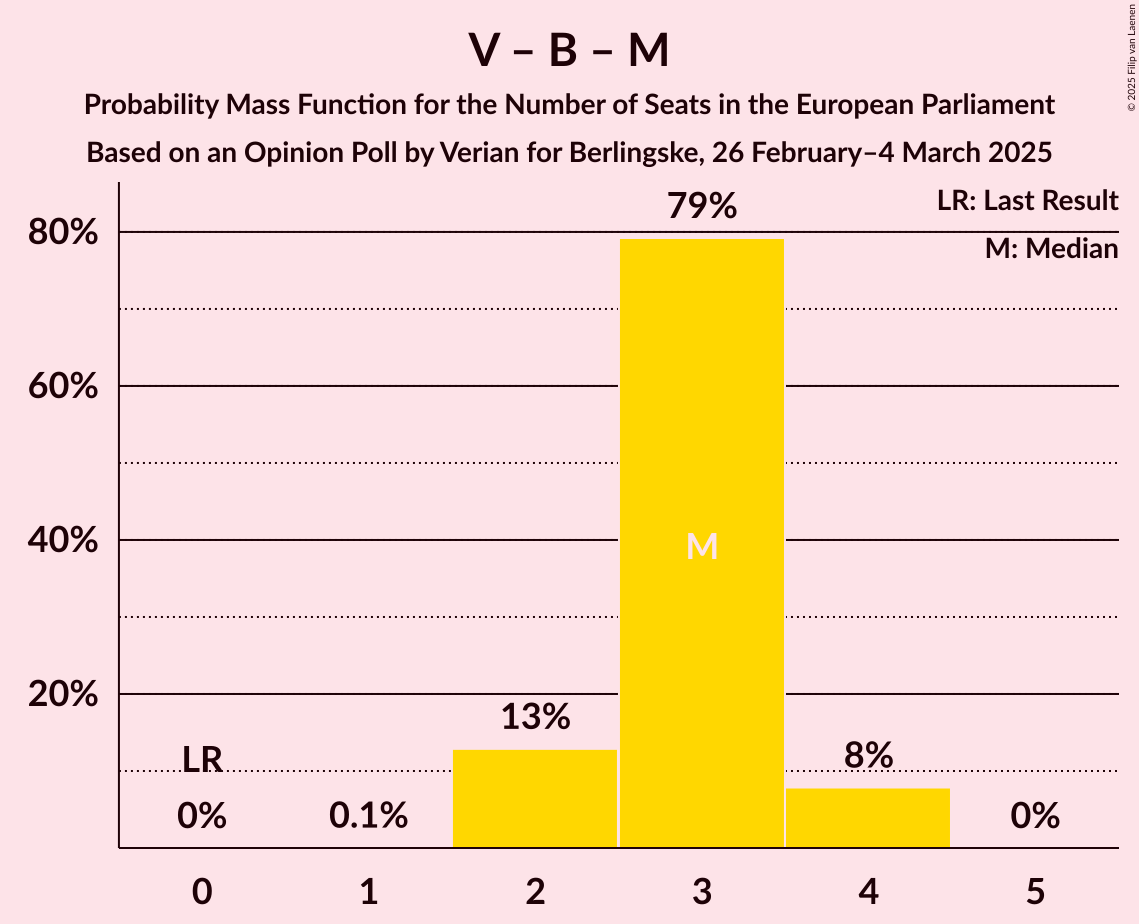 V – B – M
Probability Mass Function for the Number of Seats in the European Parliament
Based on an Opinion Poll by Verian for Berlingske, 26 February–4 March 2025
© 2025 Filip van Laenen
LR: Last Result
M: Median
80%
60%
40%
20%
79%
M
13%
8%
LR
0%
0.1%
0%
0 1 2 3 4 5